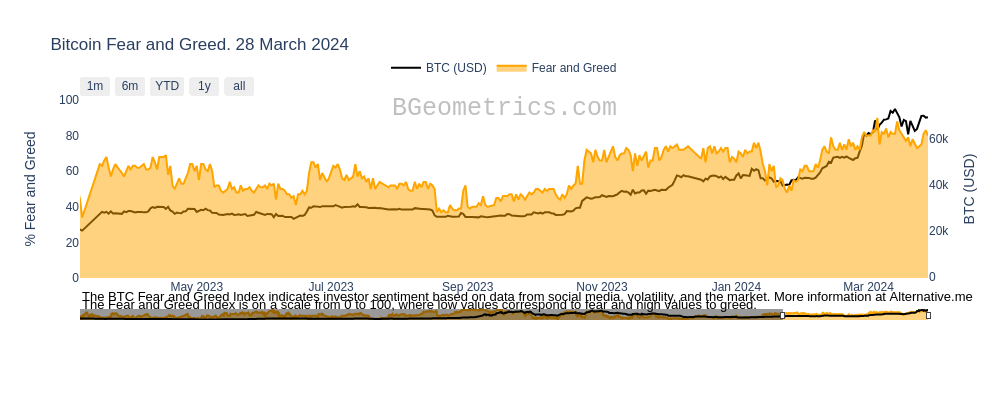 Bitcoin Fear and Greed. 28 March 2024
BTC (USD) Fear and Greed
1m 6m YTD 1y all
BGeometrics.com
100
80
60
40
20
0
% Fear and Greed
60k
40k
20k
0
BTC (USD)
May 2023 Jul 2023 Sep 2023 Nov 2023 Jan 2024 Mar 2024
The BTC Fear and Greed Index indicates investor sentiment based on data from social media, volatility, and the market. More information at Alternative.me
The Fear and Greed Index is on a scale from 0 to 100, where low values correspond to fear and high values to greed.